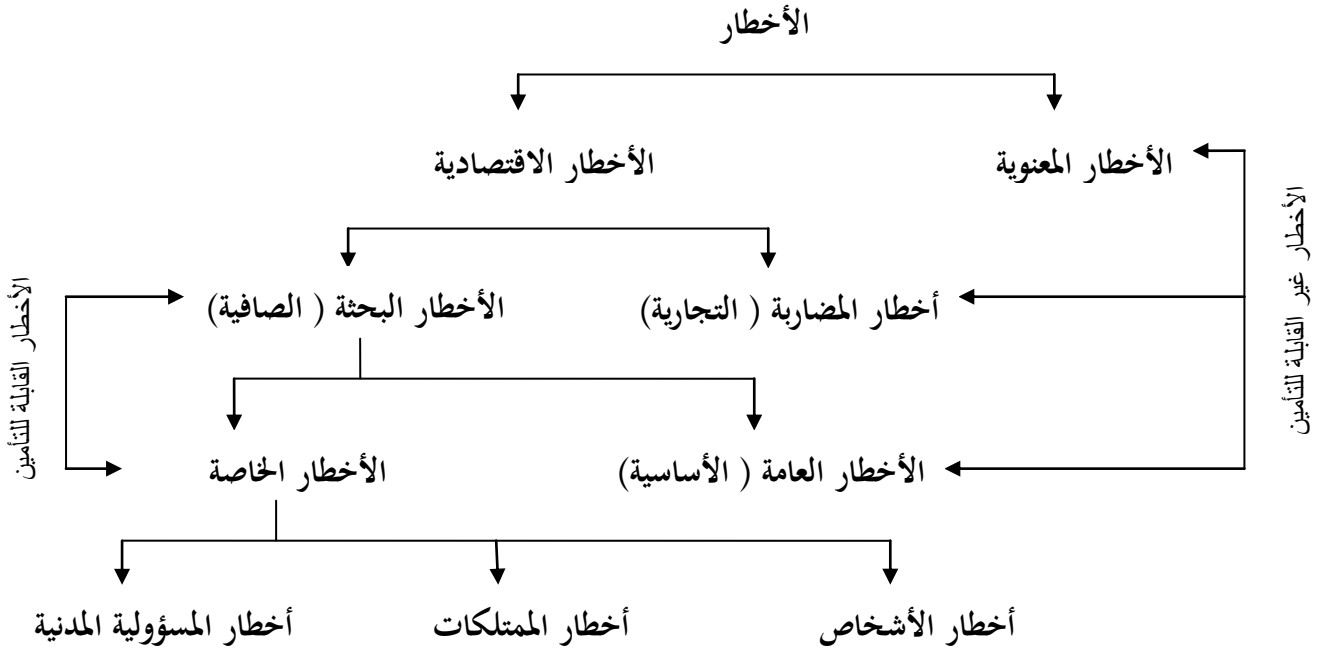 الأخطار
الأخطار المعنوية
الأخطار الاقتصادية
الأخطار غير القابلة للتأمين
أخطار المضاربة ( التجارية)
الأخطار البحثة ( الصافية)
الأخطار القابلة للتأمين
الأخطار العامة ( الأساسية)
الأخطار الخاصة
أخطار الأشخاص
أخطار الممتلكات
أخطار المسؤولية المدنية